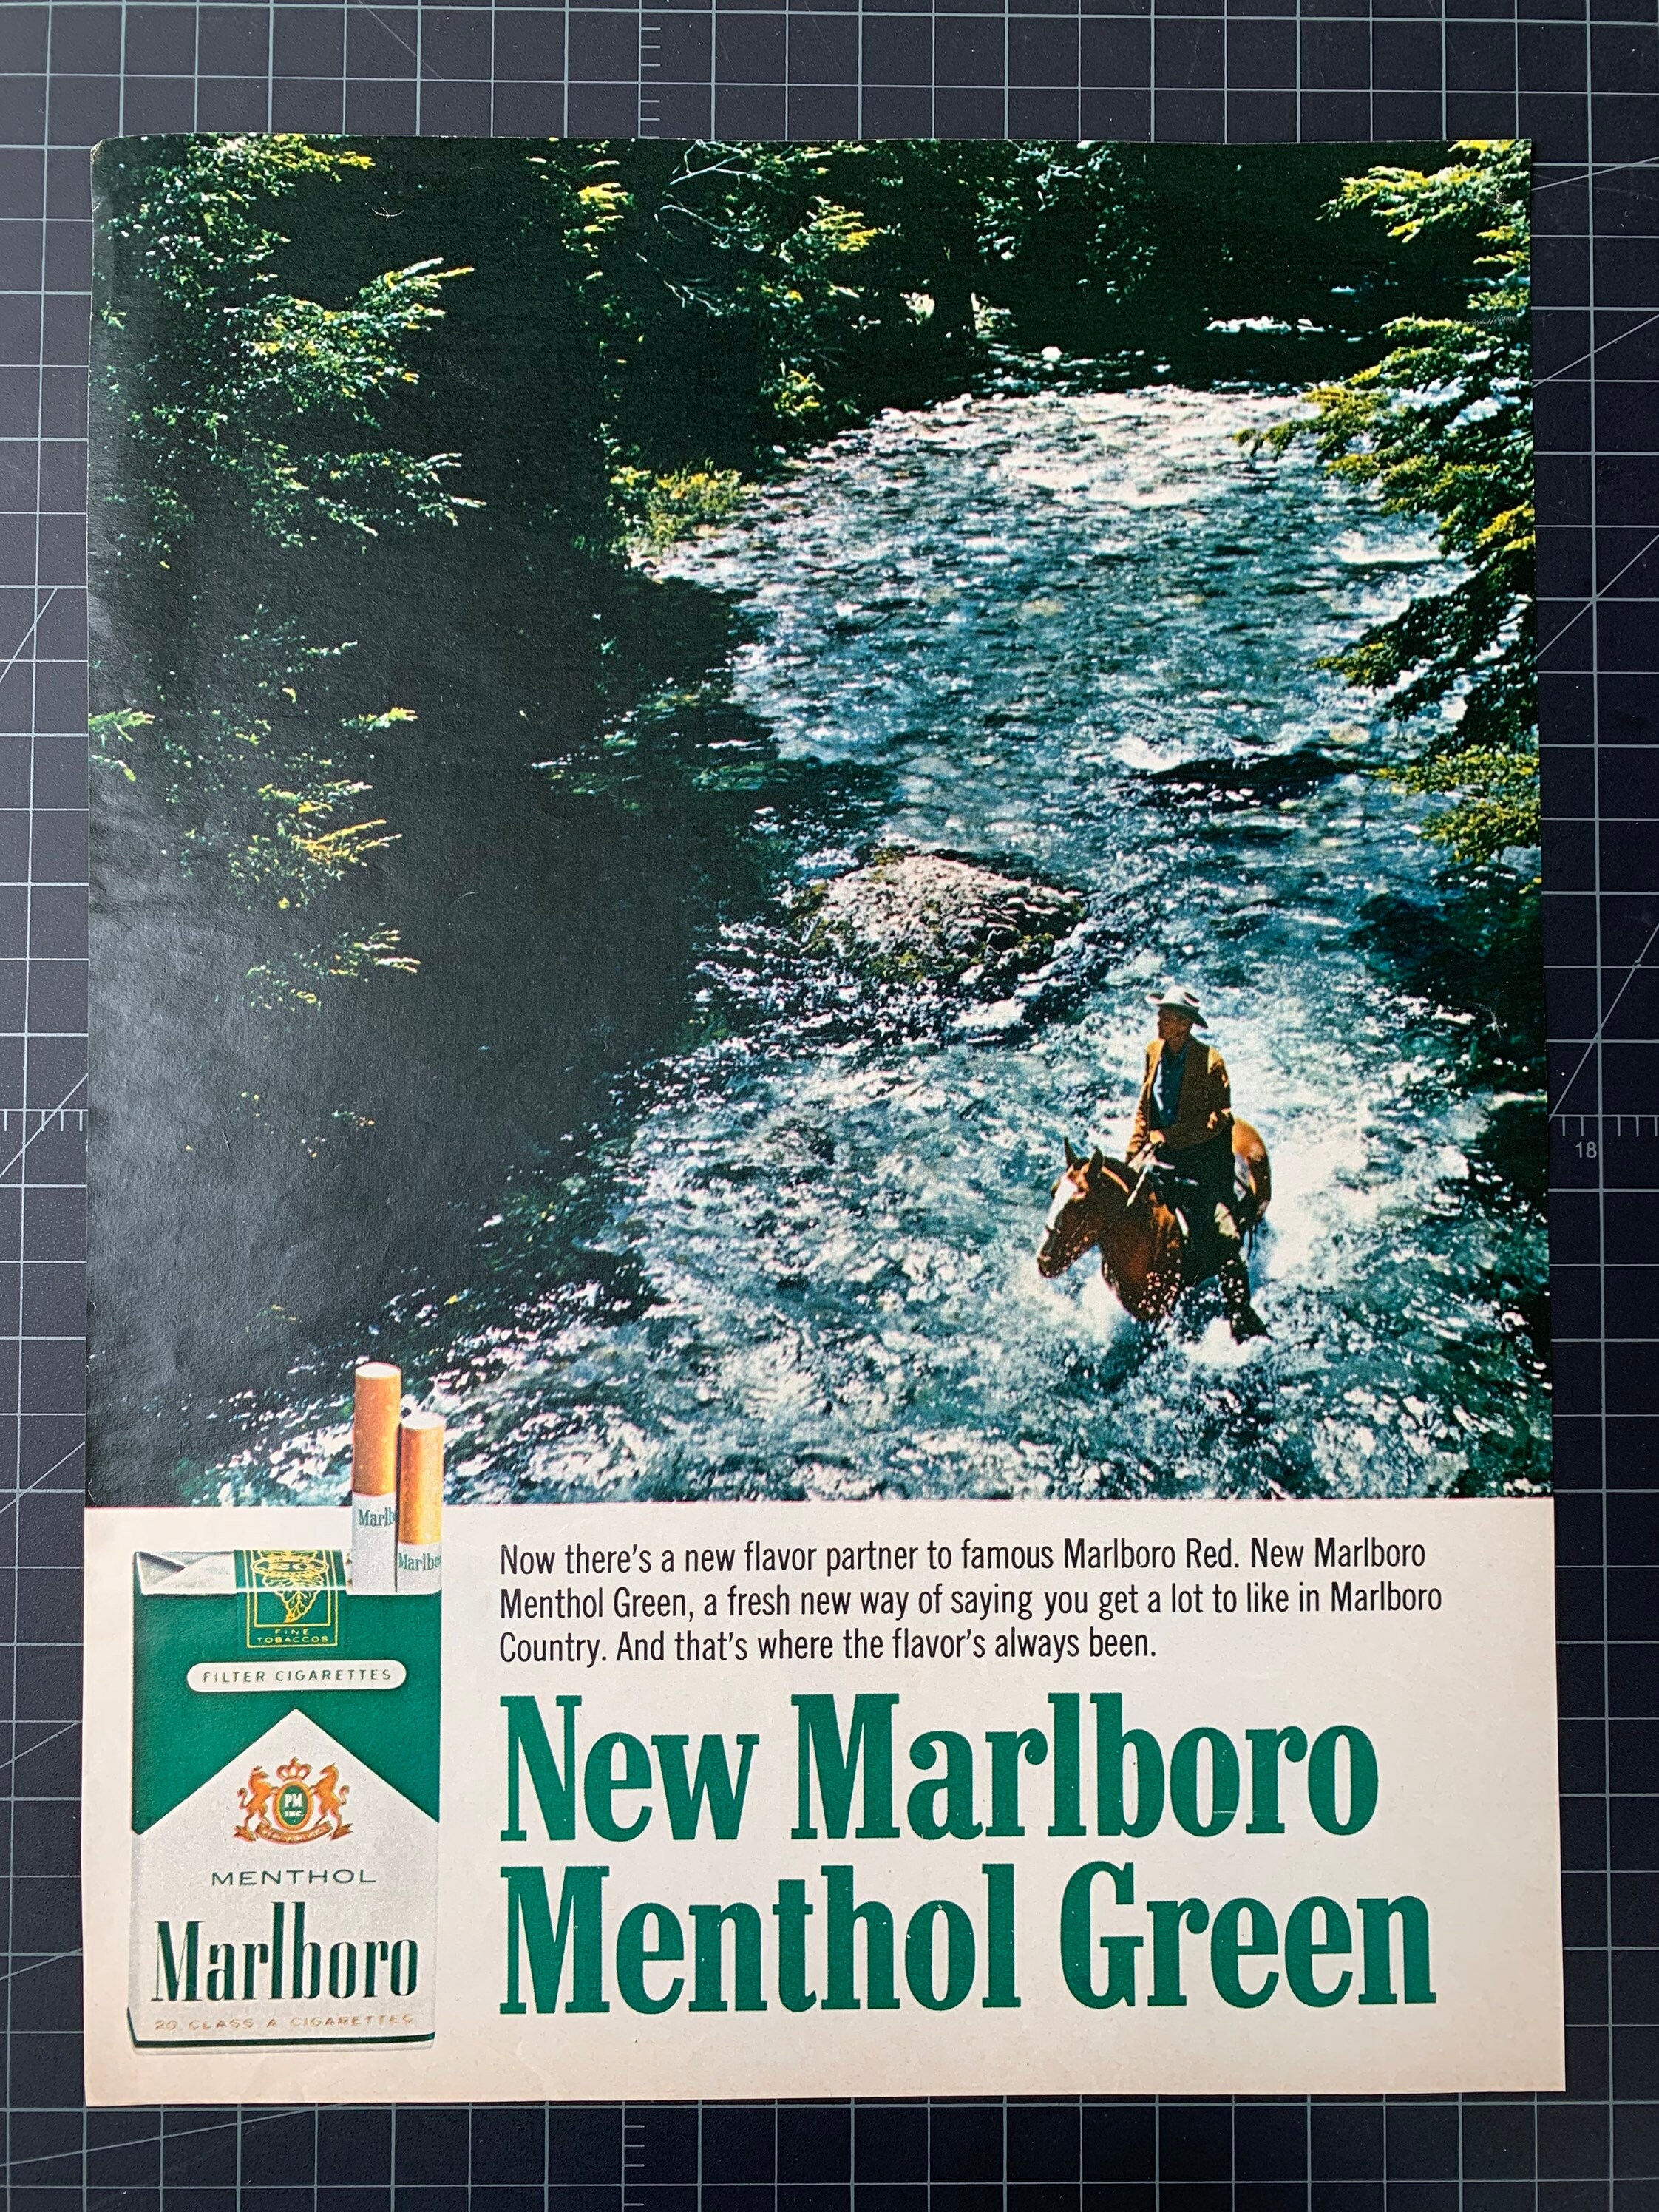 Marlb
Marlbo
FINE
TOBACCOS
FILTER CIGARETTES
PM
INC.
MENTHOL
Marlboro
20 CLASS A CIGARETTES
Now there's a new flavor partner to famous Marlboro Red. New Marlboro
Menthol Green, a fresh new way of saying you get a lot to like in Marlboro
Country. And that's where the flavor's always been.
New Marlboro
Menthol Green
18